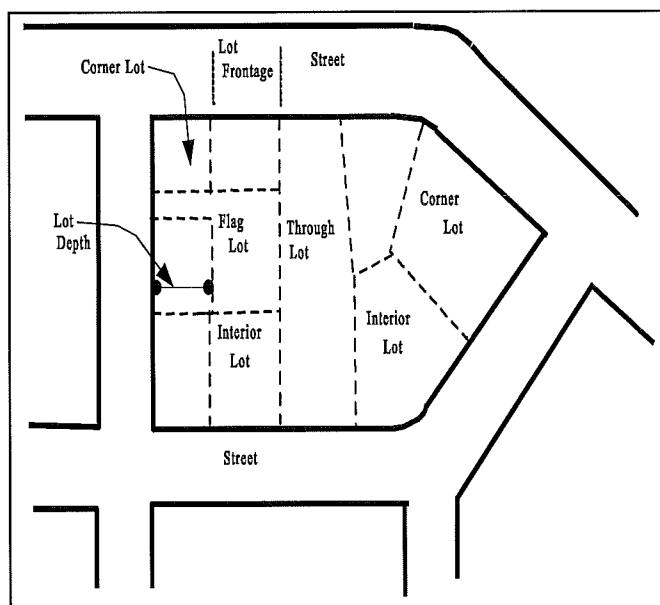 Lot
Frontage
Street
Corner Lot
Corner
Lot
Lot
Depth
Flag
Lot
Through
Lot
Interior
Lot
Interior
Lot
Street